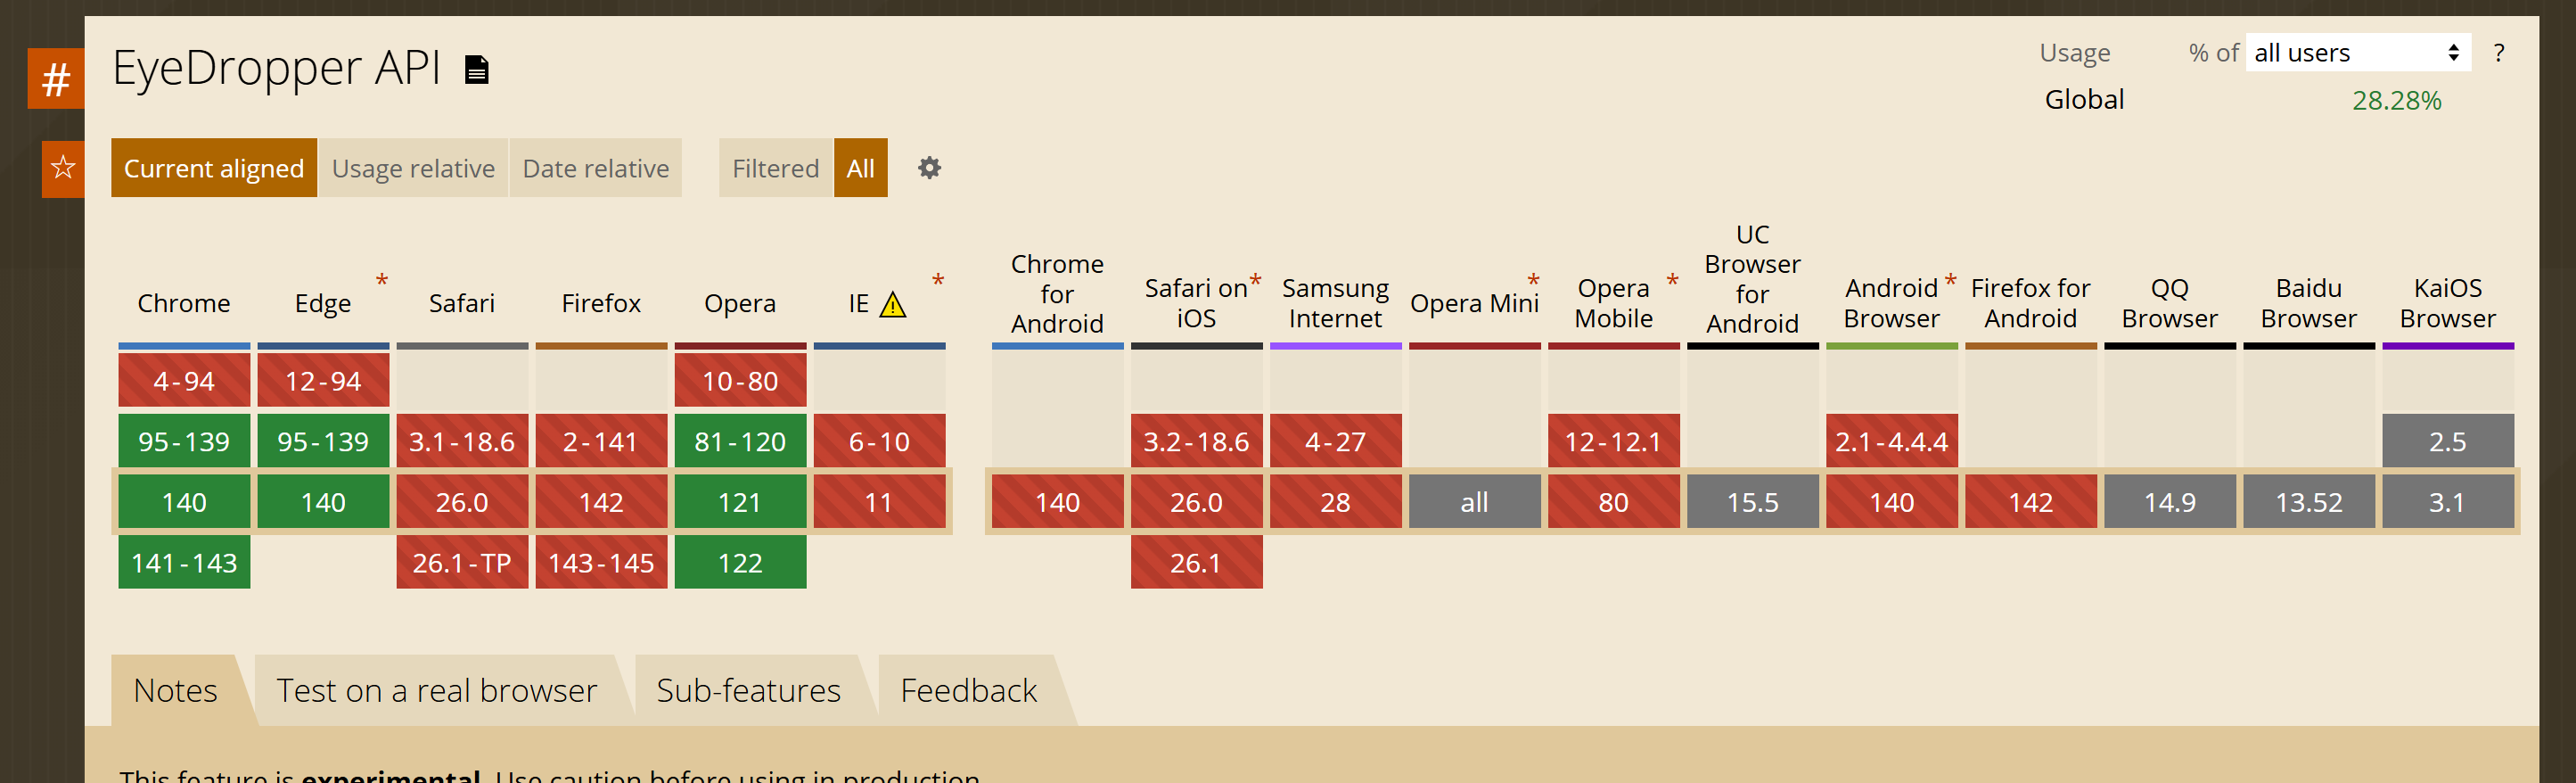 #
EyeDropper API
Usage % of all users ?
Global 28.28%
☆
Current aligned Usage relative Date relative Filtered All
Chrome Edge * Safari Firefox Opera IE *
Chrome for Android
Safari on iOS *
Samsung Internet
Opera Mini *
Opera Mobile *
UC Browser for Android
Android Browser *
Firefox for Android
QQ Browser
Baidu Browser
KaiOS Browser
4-94 12-94 10-80
95-139 95-139 3.1-18.6 2-141 81-120 6-10 3.2-18.6 4-27 12-12.1 2.1-4.4.4 2.5
140 140 26.0 142 121 11 140 26.0 28 all 80 15.5 140 142 14.9 13.52 3.1
141-143 26.1-TP 143-145 122 26.1
Notes Test on a real browser Sub-features Feedback
This feature is experimental. Use caution before using in production.